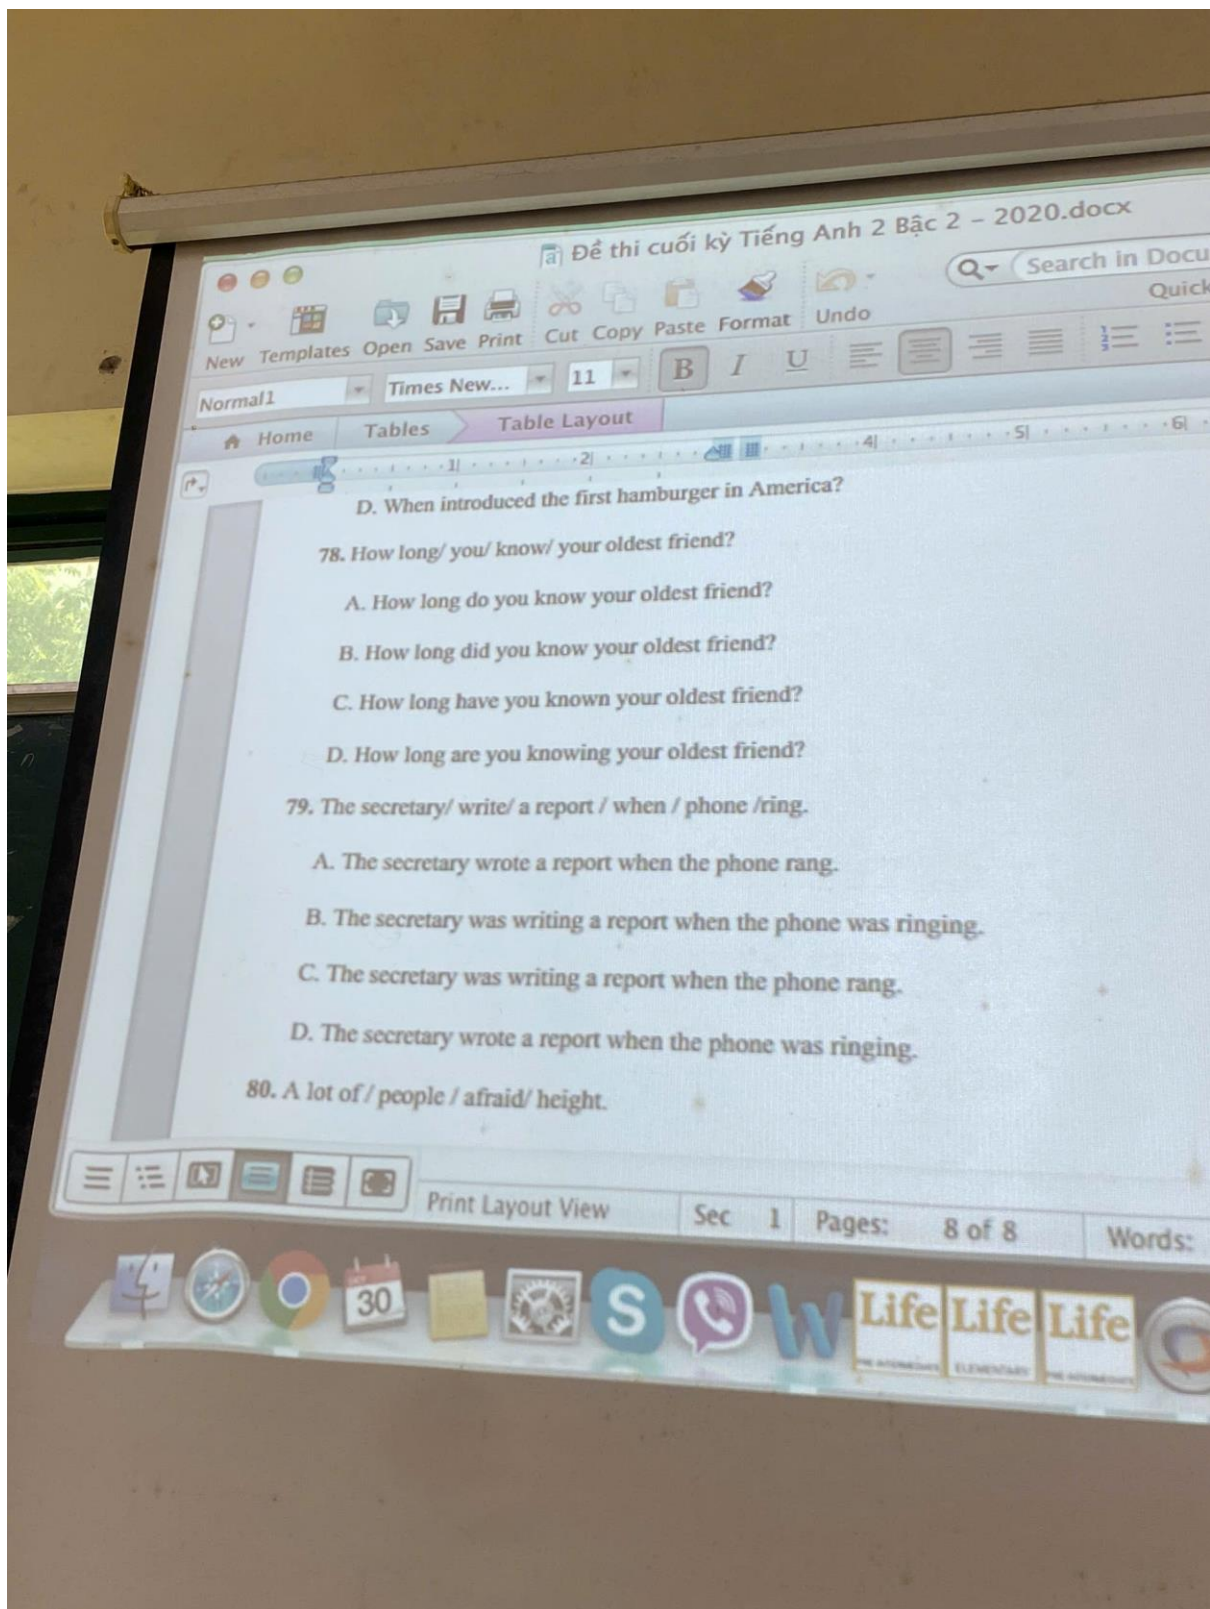 Đề thi cuối kỳ Tiếng Anh 2 Bậc 2 – 2020.docx
Search in Docu
New Templates Open Save Print Cut Copy Paste Format Undo Quick
Normal1 Times New... 11 B I U
Home Tables Table Layout
1 2 4 5 6
D. When introduced the first hamburger in America?
78. How long/ you/ know/ your oldest friend?
A. How long do you know your oldest friend?
B. How long did you know your oldest friend?
C. How long have you known your oldest friend?
D. How long are you knowing your oldest friend?
79. The secretary/ write/ a report / when / phone /ring.
A. The secretary wrote a report when the phone rang.
B. The secretary was writing a report when the phone was ringing.
C. The secretary was writing a report when the phone rang.
D. The secretary wrote a report when the phone was ringing.
80. A lot of / people / afraid/ height.
Print Layout View Sec 1 Pages: 8 of 8 Words:
30 S W Life Life Life
ELEMENTARY